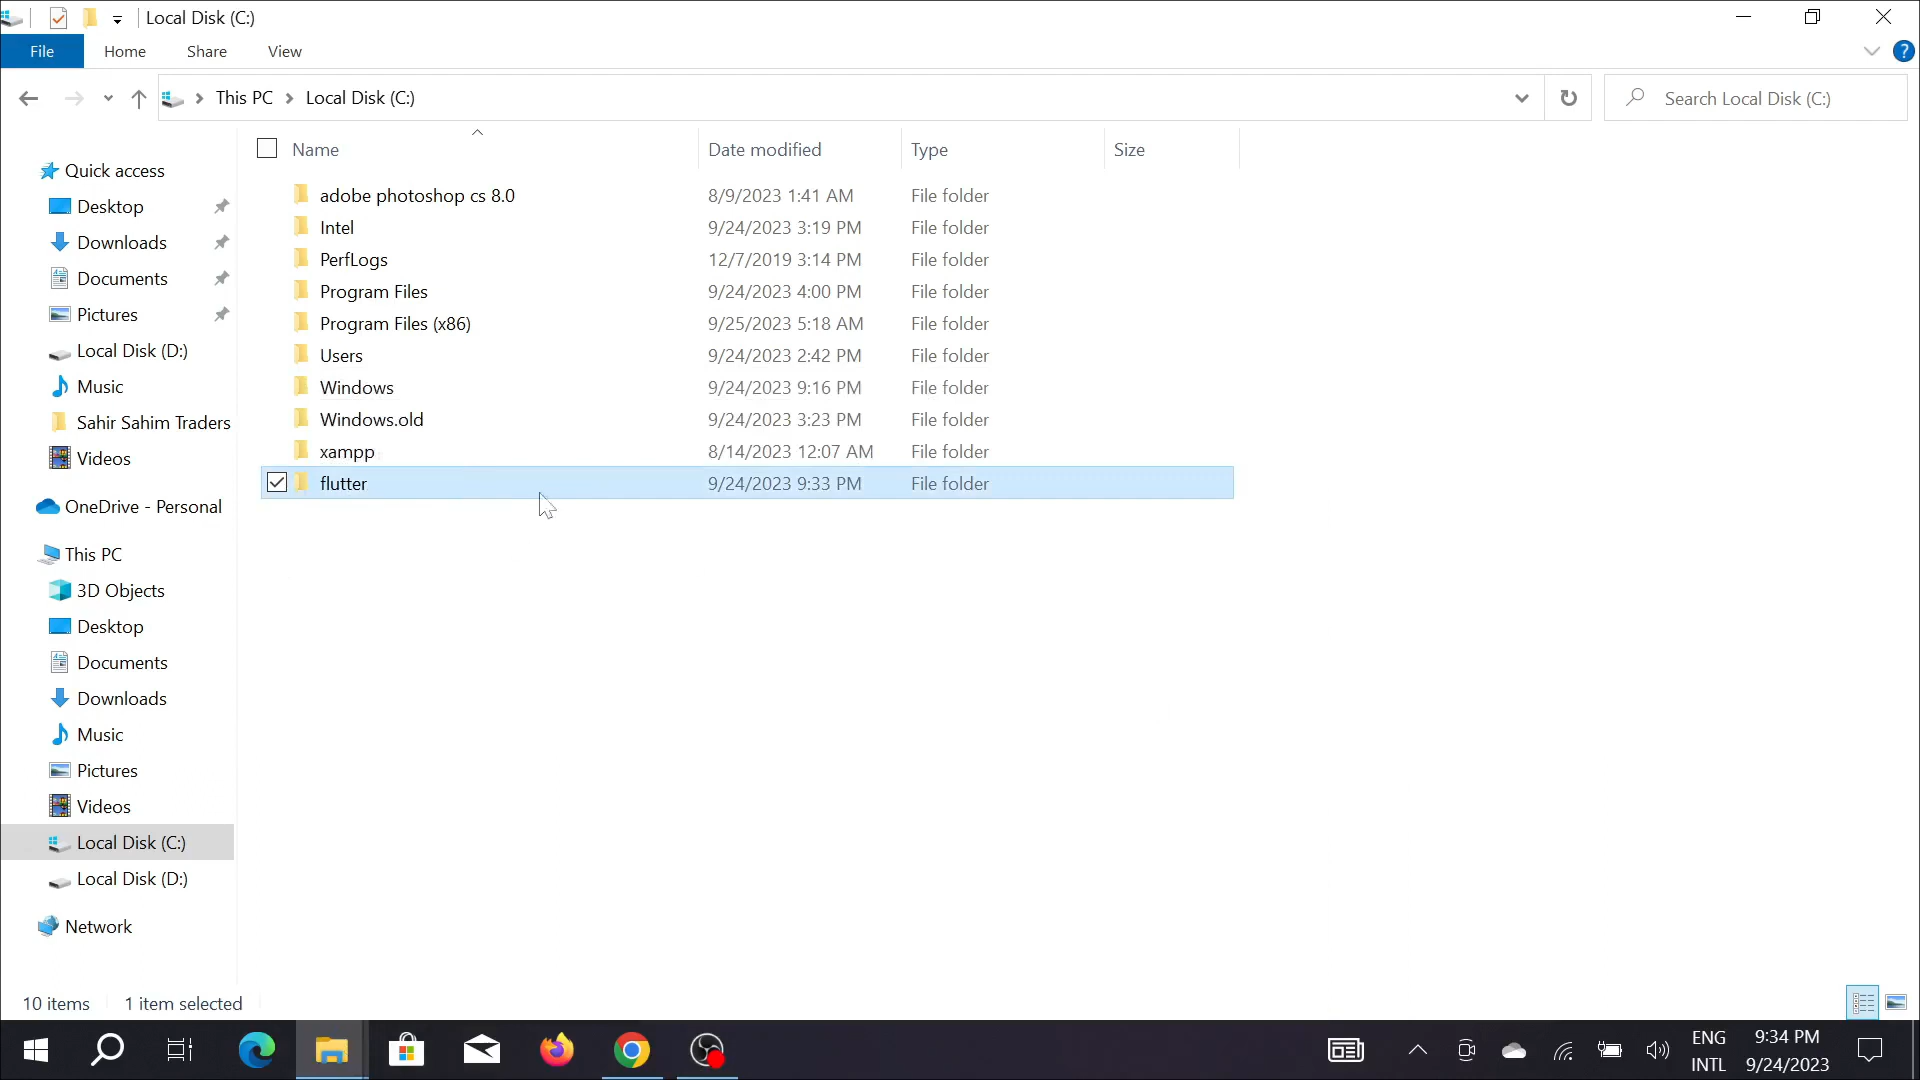 Local Disk (C:)
File Home Share View
This PC Local Disk (C:) Search Local Disk (C:)
Name Date modified Type Size
Quick access
Desktop
Downloads
Documents
Pictures
Local Disk (D:)
Music
Sahir Sahim Traders
Videos
OneDrive - Personal
This PC
3D Objects
Desktop
Documents
Downloads
Music
Pictures
Videos
Local Disk (C:)
Local Disk (D:)
Network
adobe photoshop cs 8.0 8/9/2023 1:41 AM File folder
Intel 9/24/2023 3:19 PM File folder
PerfLogs 12/7/2019 3:14 PM File folder
Program Files 9/24/2023 4:00 PM File folder
Program Files (x86) 9/25/2023 5:18 AM File folder
Users 9/24/2023 2:42 PM File folder
Windows 9/24/2023 9:16 PM File folder
Windows.old 9/24/2023 3:23 PM File folder
xampp 8/14/2023 12:07 AM File folder
flutter 9/24/2023 9:33 PM File folder
10 items 1 item selected
ENG 9:34 PM
INTL 9/24/2023